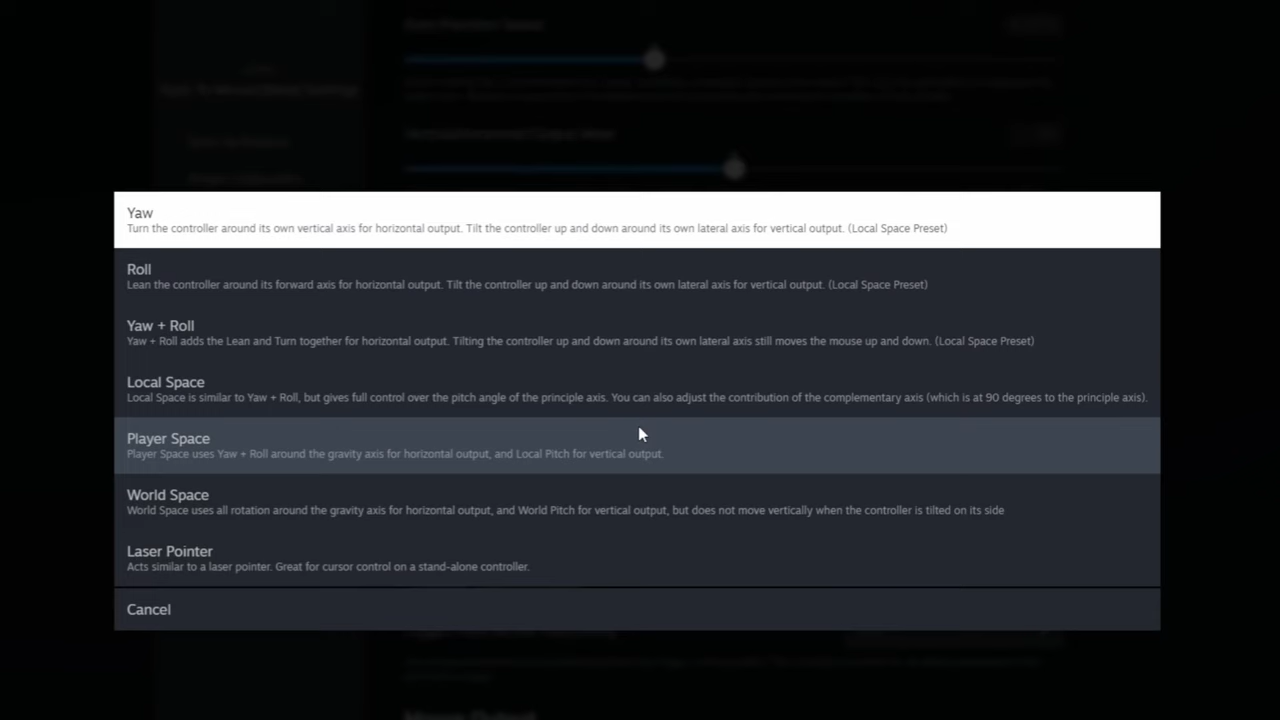 Yaw
Turn the controller around its own vertical axis for horizontal output. Tilt the controller up and down around its own lateral axis for vertical output. (Local Space Preset)
Roll
Lean the controller around its forward axis for horizontal output. Tilt the controller up and down around its own lateral axis for vertical output. (Local Space Preset)
Yaw + Roll
Yaw + Roll adds the Lean and Turn together for horizontal output. Tilting the controller up and down around its own lateral axis still moves the mouse up and down. (Local Space Preset)
Local Space
Local Space is similar to Yaw + Roll, but gives full control over the pitch angle of the principle axis. You can also adjust the contribution of the complementary axis (which is at 90 degrees to the principle axis).
Player Space
Player Space uses Yaw + Roll around the gravity axis for horizontal output, and Local Pitch for vertical output.
World Space
World Space uses all rotation around the gravity axis for horizontal output, and World Pitch for vertical output, but does not move vertically when the controller is tilted on its side
Laser Pointer
Acts similar to a laser pointer. Great for cursor control on a stand-alone controller.
Cancel